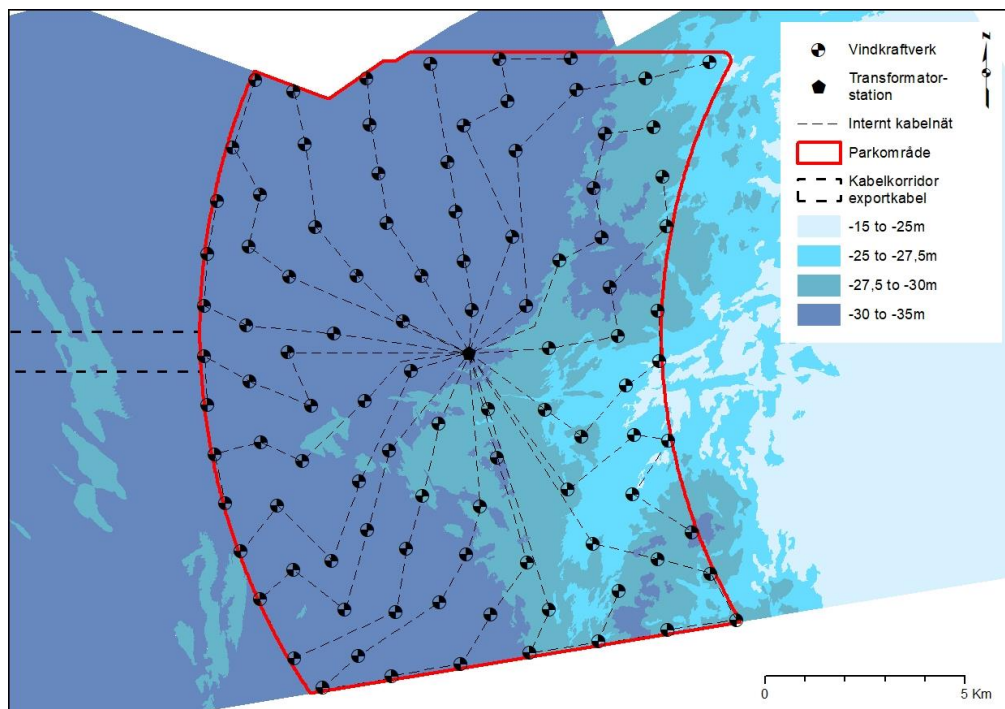 z
Vindkraftverk
Transformator-
station
Internt kabelnät
Parkområde
Kabelkorridor
exportkabel
-15 to -25m
-25 to -27,5m
-27,5 to -30m
-30 to -35m
0
5 Km